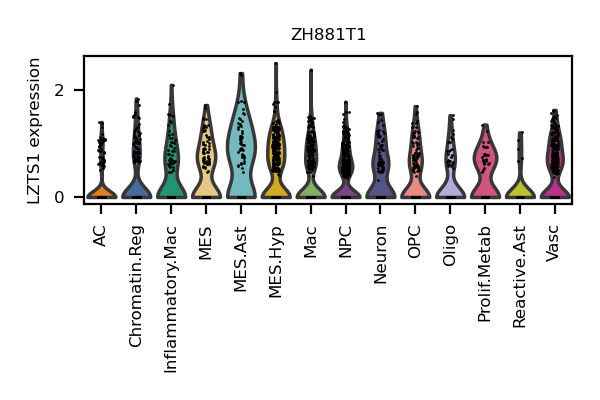 ZH881T1
LZTS1 expression
2
0
AC
Chromatin.Reg
Inflammatory.Mac
MES
MES.Ast
MES.Hyp
Mac
NPC
Neuron
OPC
Oligo
Prolif.Metab
Reactive.Ast
Vasc